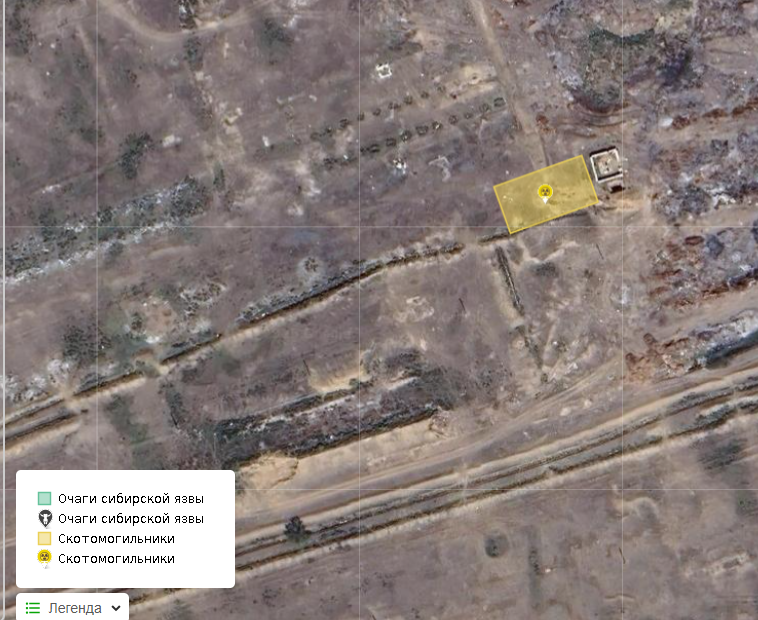 Очаги сибирской язвы
Очаги сибирской язвы
Скотомогильники
Скотомогильники
Легенда